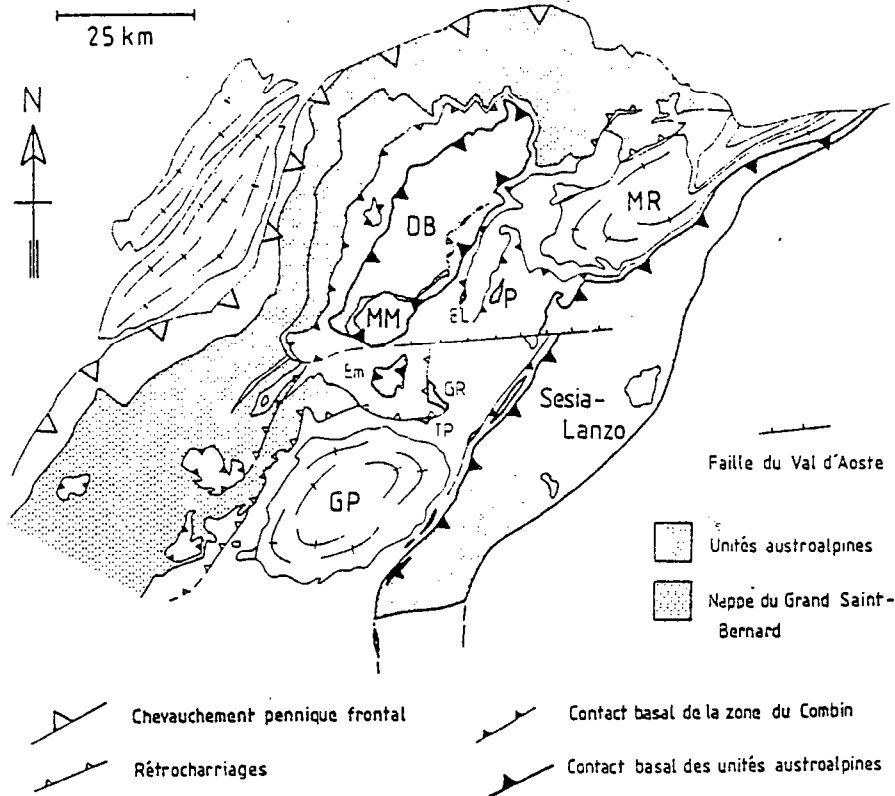 25 km
N
MR
DB
P
EL
MM
Em
GR
Sesia-
Lanzo
TP
Faille du Val d'Aoste
GP
Unités austroalpines
Nappe du Grand Saint-
Bernard
Chevauchement pennique frontal
Contact basal de la zone du Combin
Rétrocharriages
Contact basal des unités austroalpines